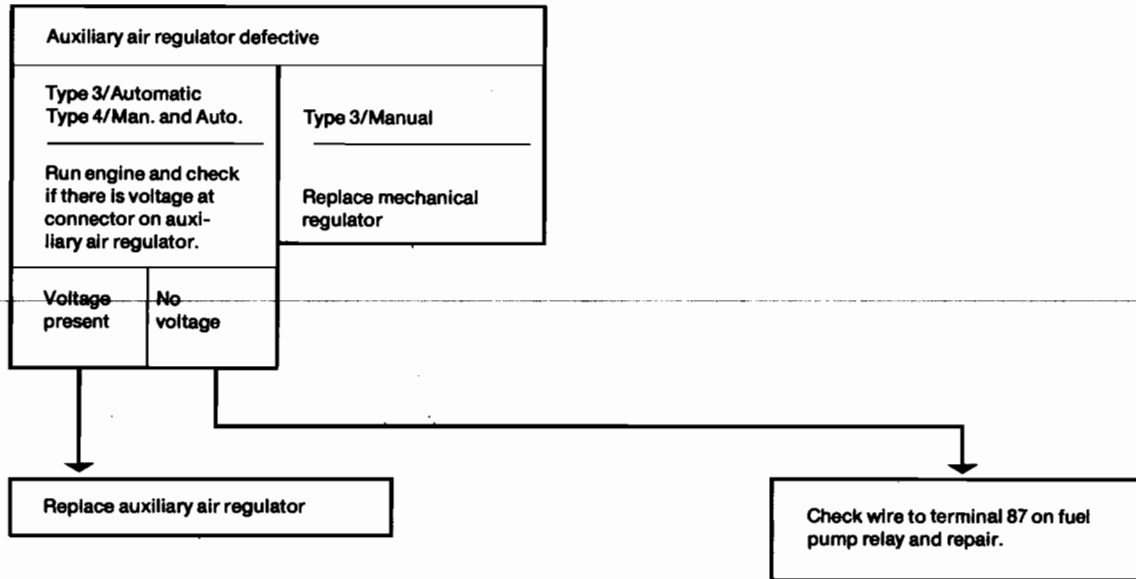 Auxiliary air regulator defective
Type 3/Automatic
Type 4/Man. and Auto.
Run engine and check
if there is voltage at
connector on auxi-
liary air regulator.
Type 3/Manual
Replace mechanical
regulator
Voltage
present
No
voltage
Replace auxiliary air regulator
Check wire to terminal 87 on fuel
pump relay and repair.